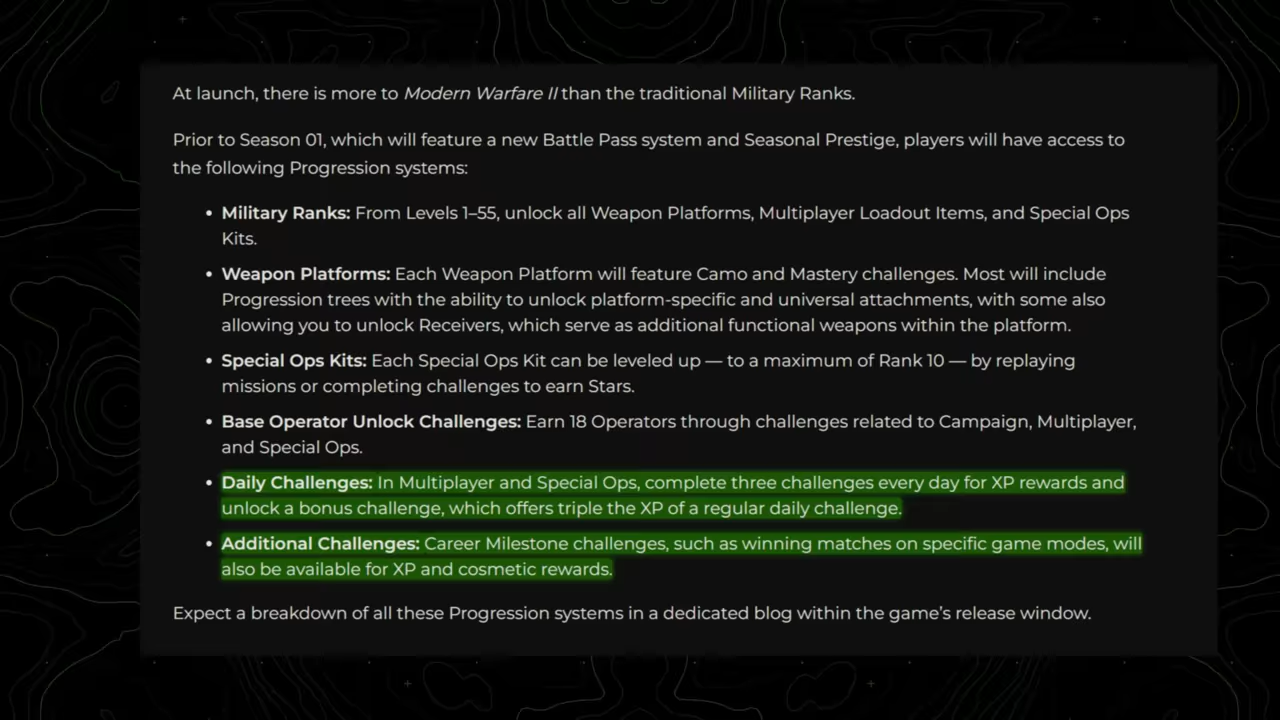 At launch, there is more to Modern Warfare II than the traditional Military Ranks.
Prior to Season 01, which will feature a new Battle Pass system and Seasonal Prestige, players will have access to
the following Progression systems:
• Military Ranks: From Levels 1–55, unlock all Weapon Platforms, Multiplayer Loadout Items, and Special Ops
Kits.
• Weapon Platforms: Each Weapon Platform will feature Camo and Mastery challenges. Most will include
Progression trees with the ability to unlock platform-specific and universal attachments, with some also
allowing you to unlock Receivers, which serve as additional functional weapons within the platform.
• Special Ops Kits: Each Special Ops Kit can be leveled up — to a maximum of Rank 10 — by replaying
missions or completing challenges to earn Stars.
• Base Operator Unlock Challenges: Earn 18 Operators through challenges related to Campaign, Multiplayer,
and Special Ops.
• Daily Challenges: In Multiplayer and Special Ops, complete three challenges every day for XP rewards and
unlock a bonus challenge, which offers triple the XP of a regular daily challenge.
• Additional Challenges: Career Milestone challenges, such as winning matches on specific game modes, will
also be available for XP and cosmetic rewards.
Expect a breakdown of all these Progression systems in a dedicated blog within the game's release window.